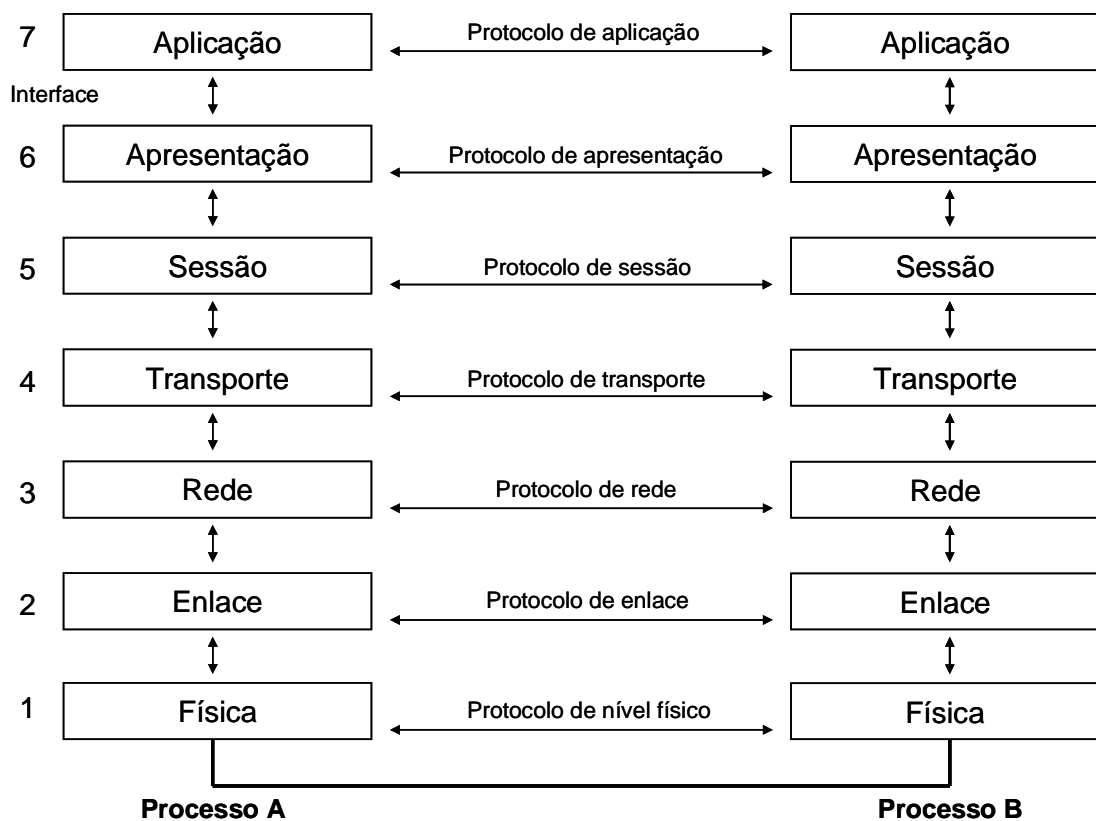 7 Aplicação Protocolo de aplicação Aplicação
Interface
6 Apresentação Protocolo de apresentação Apresentação
5 Sessão Protocolo de sessão Sessão
4 Transporte Protocolo de transporte Transporte
3 Rede Protocolo de rede Rede
2 Enlace Protocolo de enlace Enlace
1 Física Protocolo de nível físico Física
Processo A Processo B